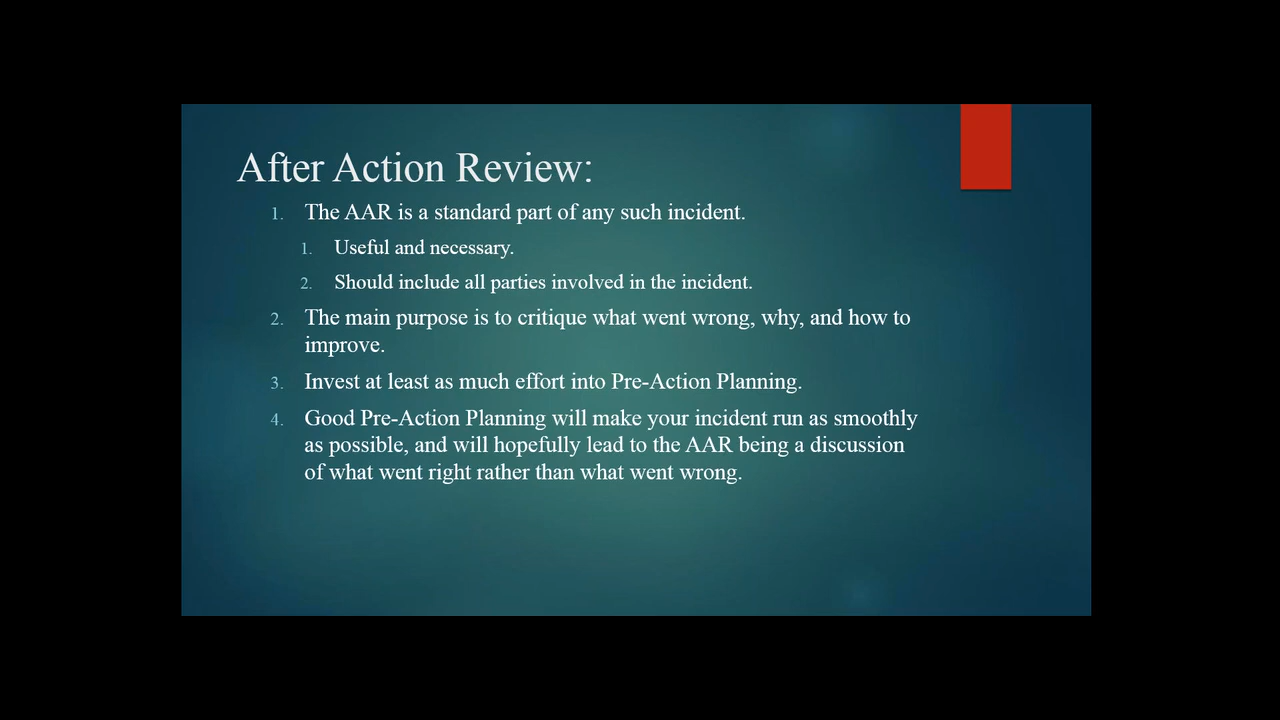 After Action Review:
1. The AAR is a standard part of any such incident.
1. Useful and necessary.
2. Should include all parties involved in the incident.
2. The main purpose is to critique what went wrong, why, and how to
improve.
3. Invest at least as much effort into Pre-Action Planning.
4. Good Pre-Action Planning will make your incident run as smoothly
as possible, and will hopefully lead to the AAR being a discussion
of what went right rather than what went wrong.